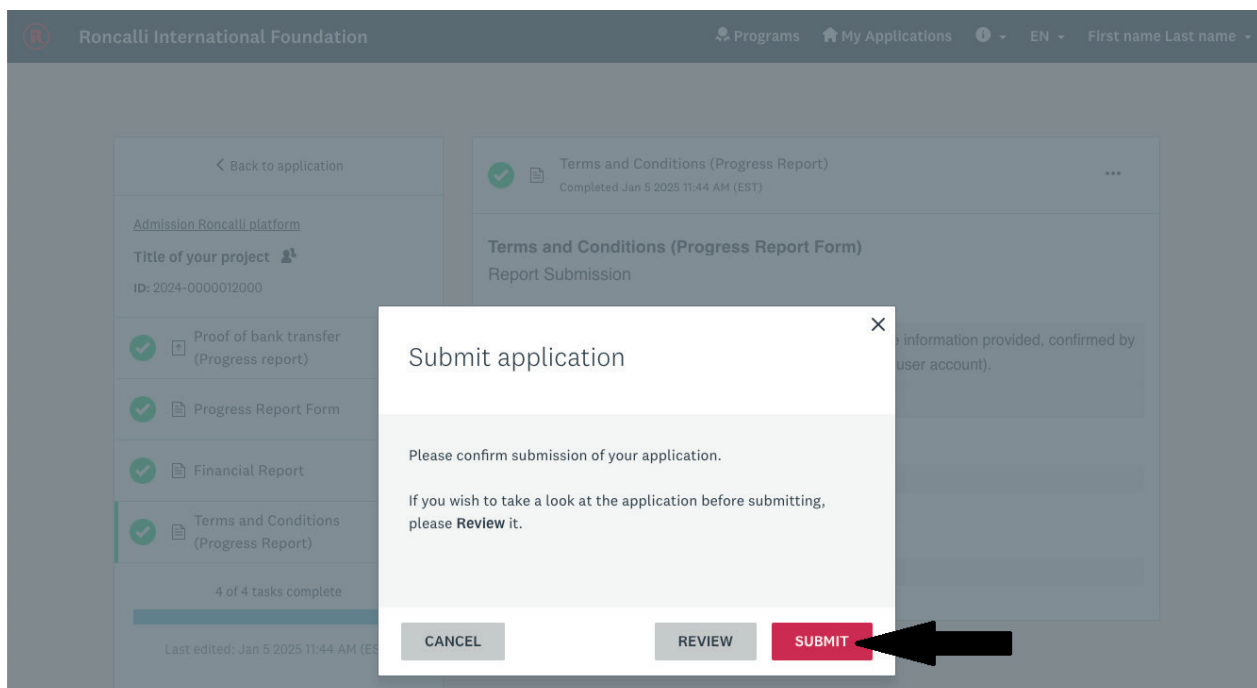 R Roncalli International Foundation Programs My Applications EN First name Last name
Back to application
Admission Roncalli platform
Title of your project
ID: 2024-0000012000
Proof of bank transfer
(Progress report)
Progress Report Form
Financial Report
Terms and Conditions
(Progress Report)
4 of 4 tasks complete
Last edited: Jan 5 2025 11:44 AM
Terms and Conditions (Progress Report)
Completed Jan 5 2025 11:44 AM (EST)
...
Terms and Conditions (Progress Report Form)
Report Submission
information provided, confirmed by
user account).
Submit application
Please confirm submission of your application.
If you wish to take a look at the application before submitting,
please Review it.
CANCEL REVIEW SUBMIT